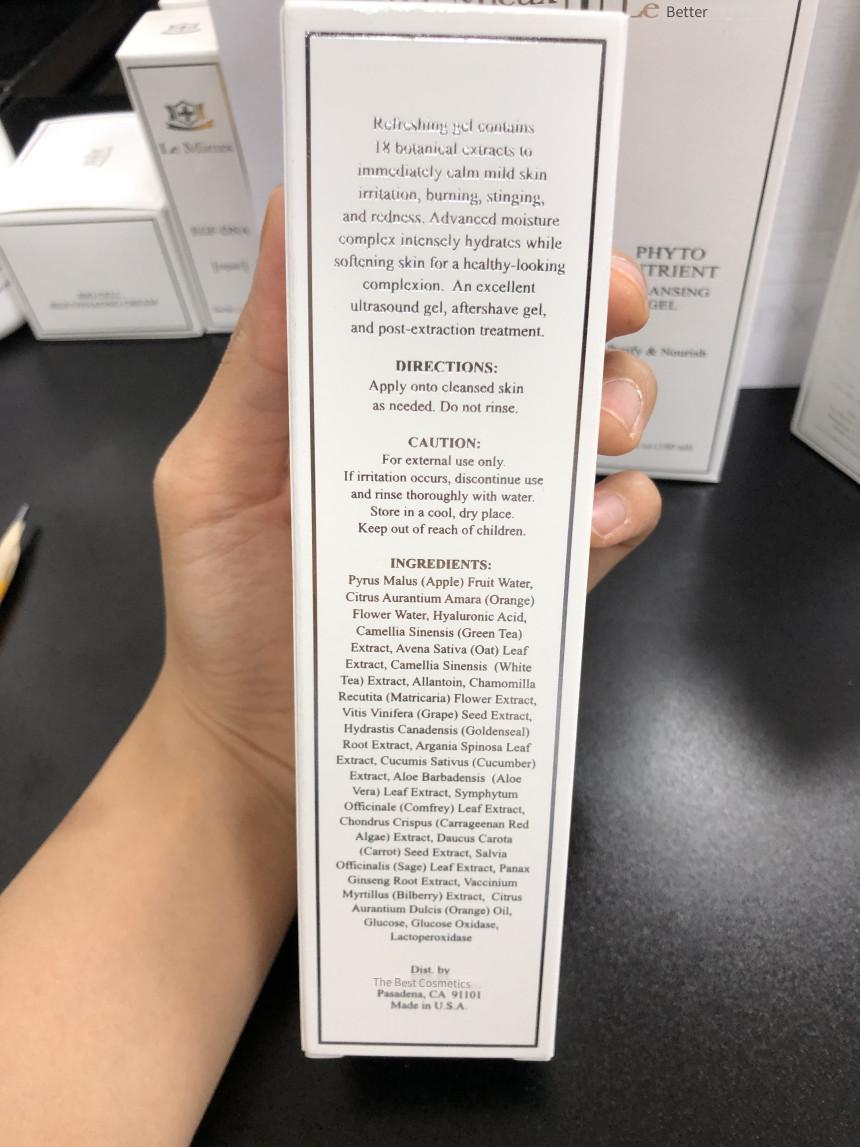 Le Better
Le Mieux
PHYTO
TRIENT
ANSING
GEL
& Nourish
Refreshing gel contains
18 botanical extracts to
immediately calm mild skin
irritation, burning, stinging,
and redness. Advanced moisture
complex intensely hydrates while
softening skin for a healthy-looking
complexion. An excellent
ultrasound gel, aftershave gel,
and post-extraction treatment.
DIRECTIONS:
Apply onto cleansed skin
as needed. Do not rinse.
CAUTION:
For external use only.
If irritation occurs, discontinue use
and rinse thoroughly with water.
Store in a cool, dry place.
Keep out of reach of children.
INGREDIENTS:
Pyrus Malus (Apple) Fruit Water,
Citrus Aurantium Amara (Orange)
Flower Water, Hyaluronic Acid,
Camellia Sinensis (Green Tea)
Extract, Avena Sativa (Oat) Leaf
Extract, Camellia Sinensis (White
Tea) Extract, Allantoin, Chamomilla
Recutita (Matricaria) Flower Extract,
Vitis Vinifera (Grape) Seed Extract,
Hydrastis Canadensis (Goldenseal)
Root Extract, Argania Spinosa Leaf
Extract, Cucumis Sativus (Cucumber)
Extract, Aloe Barbadensis (Aloe
Vera) Leaf Extract, Symphytum
Officinale (Comfrey) Leaf Extract,
Chondrus Crispus (Carrageenan Red
Algae) Extract, Daucus Carota
(Carrot) Seed Extract, Salvia
Officinalis (Sage) Leaf Extract, Panax
Ginseng Root Extract, Vaccinium
Myrtillus (Bilberry) Extract, Citrus
Aurantium Dulcis (Orange) Oil,
Glucose, Glucose Oxidase,
Lactoperoxidase
Dist. by
The Best Cosmetics
Pasadena, CA 91101
Made in U.S.A.